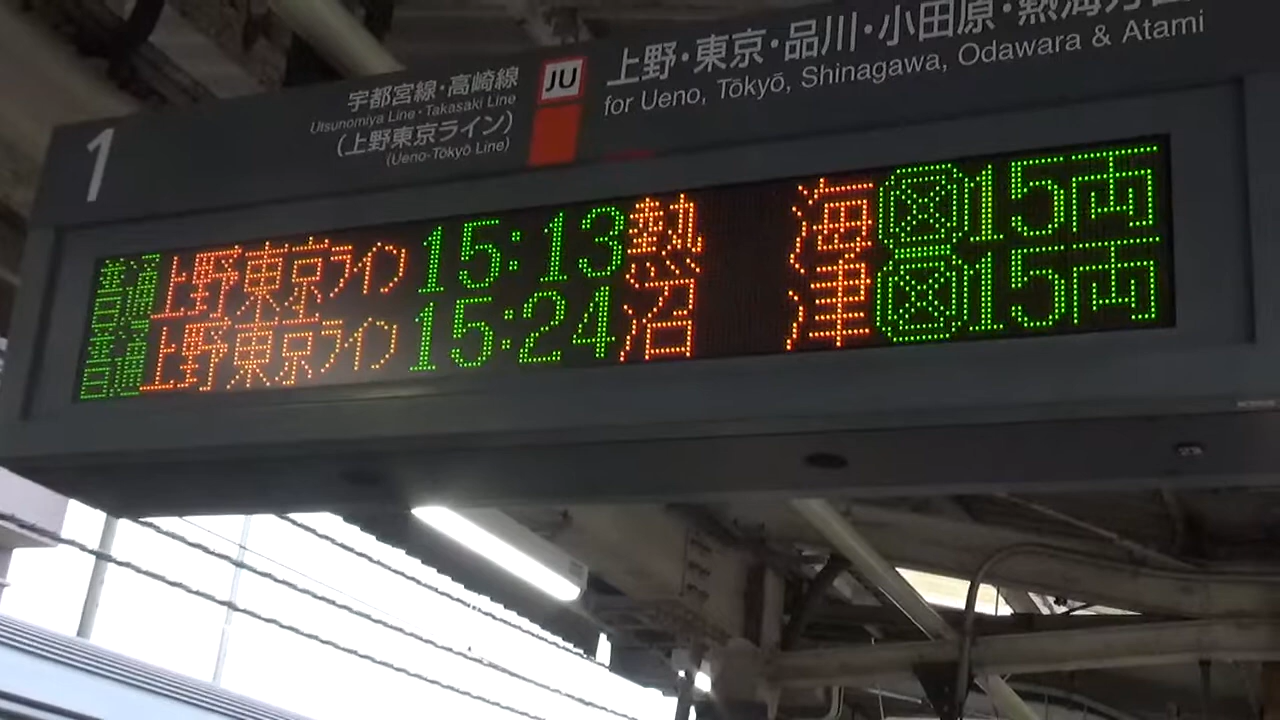 1
宇都宮線・高崎線
Utsunomiya Line・Takasaki Line
(上野東京ライン)
(Ueno-Tōkyō Line)
JU
上野・東京・品川・小田原・熱海方面
for Ueno, Tōkyō, Shinagawa, Odawara & Atami
普通 上野東京ライン 15:13 熱海 15両
普通 上野東京ライン 15:24 沼津 15両